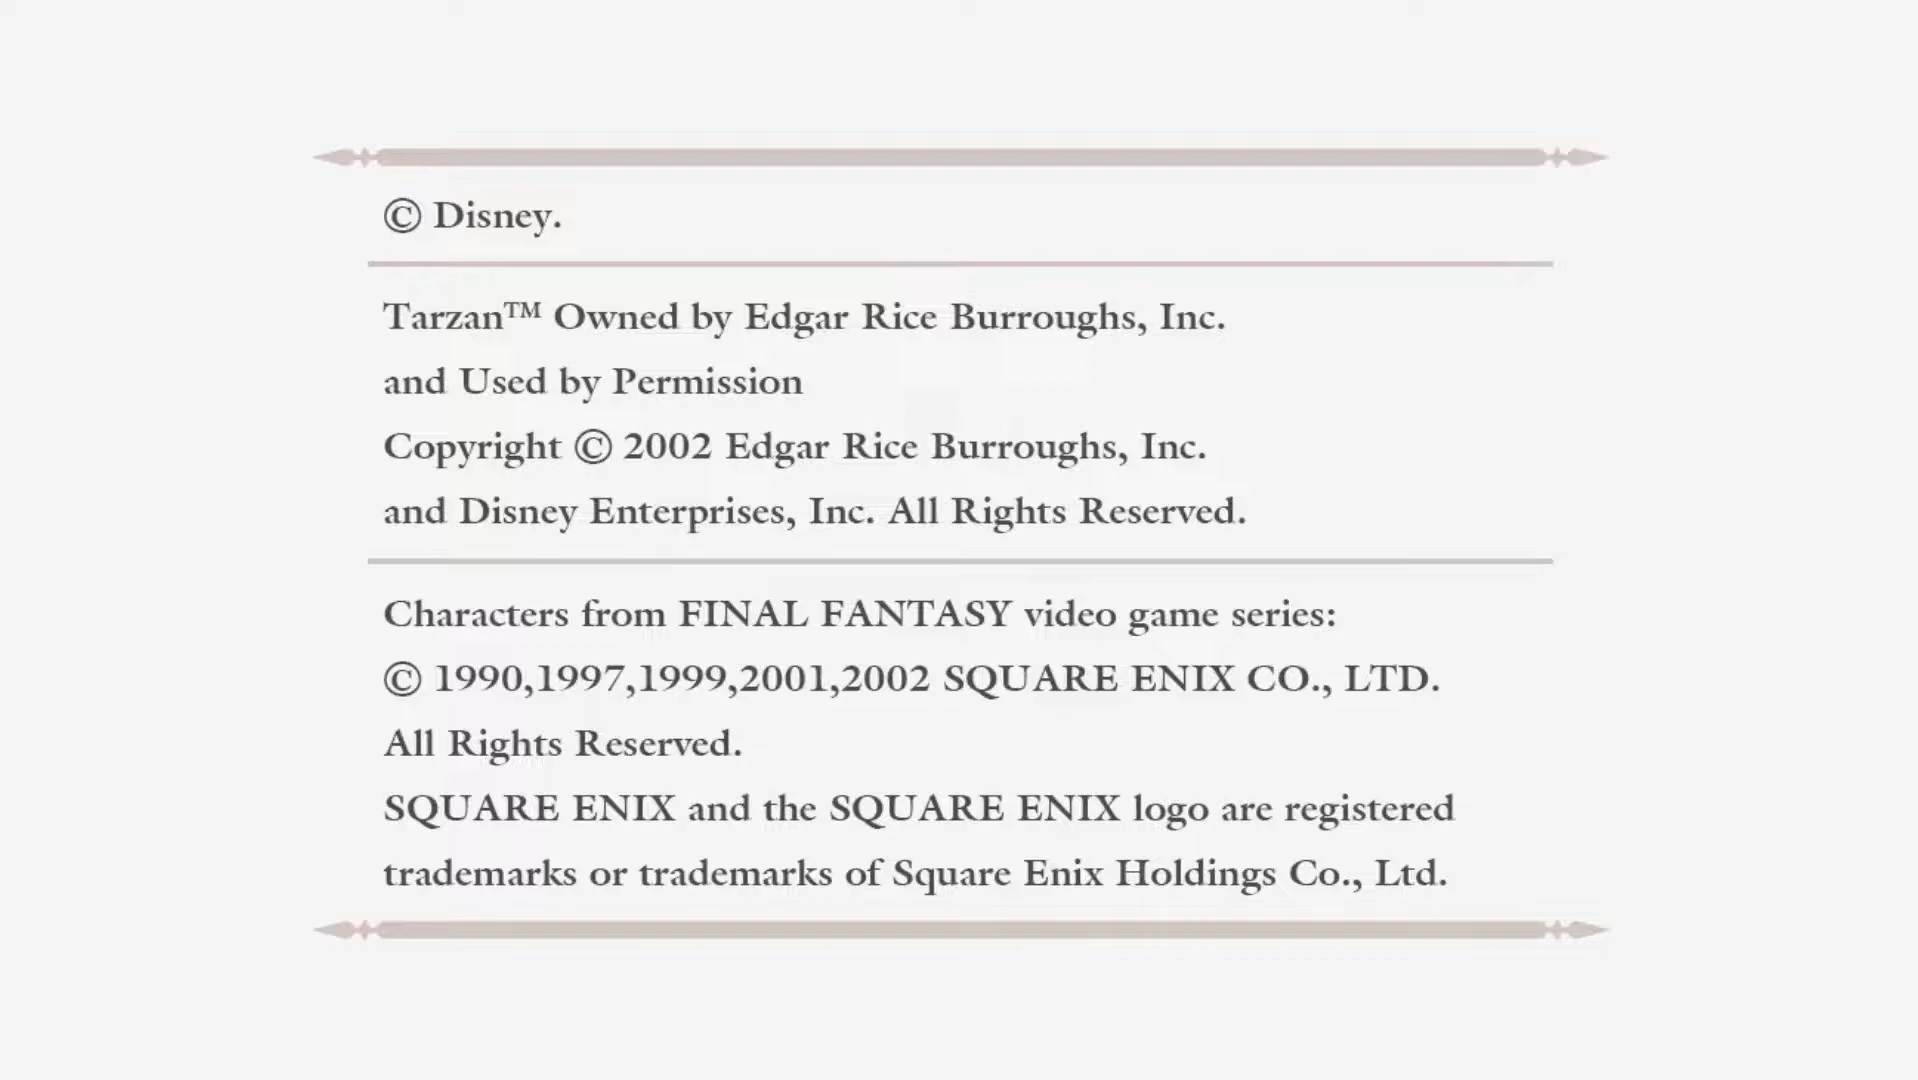 © Disney.
Tarzan™ Owned by Edgar Rice Burroughs, Inc.
and Used by Permission
Copyright © 2002 Edgar Rice Burroughs, Inc.
and Disney Enterprises, Inc. All Rights Reserved.
Characters from FINAL FANTASY video game series:
© 1990,1997,1999,2001,2002 SQUARE ENIX CO., LTD.
All Rights Reserved.
SQUARE ENIX and the SQUARE ENIX logo are registered
trademarks or trademarks of Square Enix Holdings Co., Ltd.